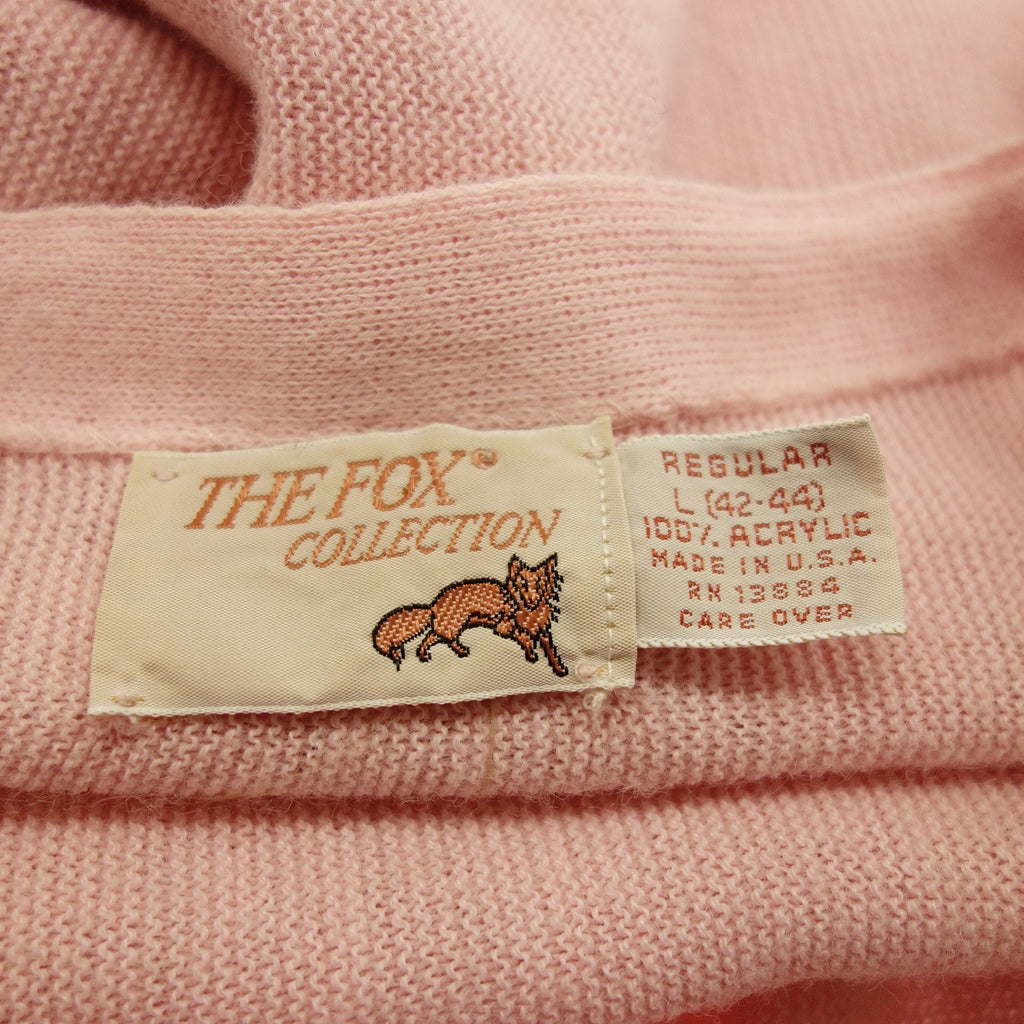 THE FOX®
COLLECTION
REGULAR
L (42-44)
100% ACRYLIC
MADE IN U.S.A.
RN 13884
CARE OVER